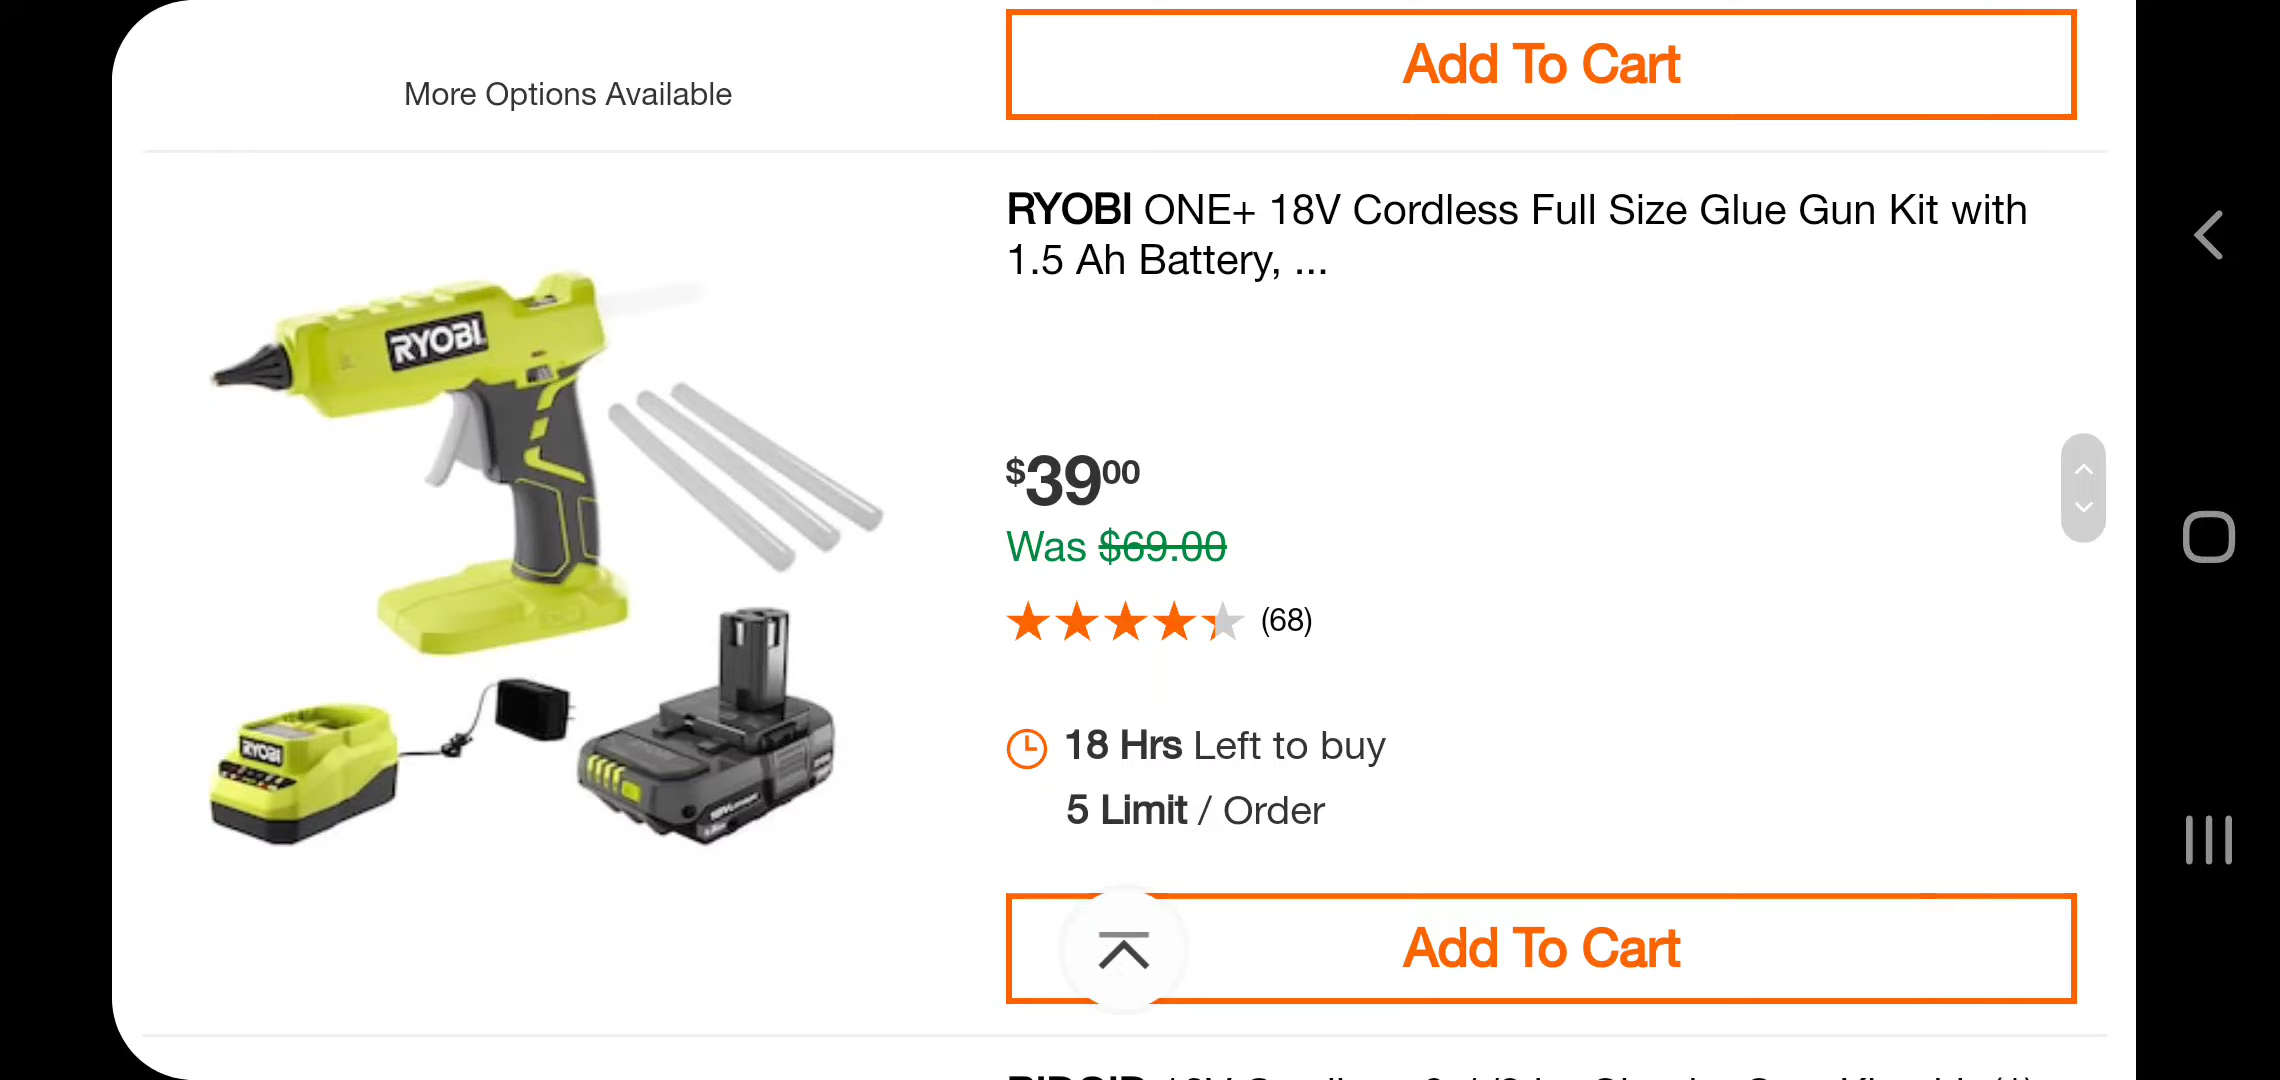 More Options Available
Add To Cart
RYOBI ONE+ 18V Cordless Full Size Glue Gun Kit with
1.5 Ah Battery, ...
RYOBI
$3900
Was $69.00
(68)
18 Hrs Left to buy
5 Limit / Order
RYOBI
Add To Cart